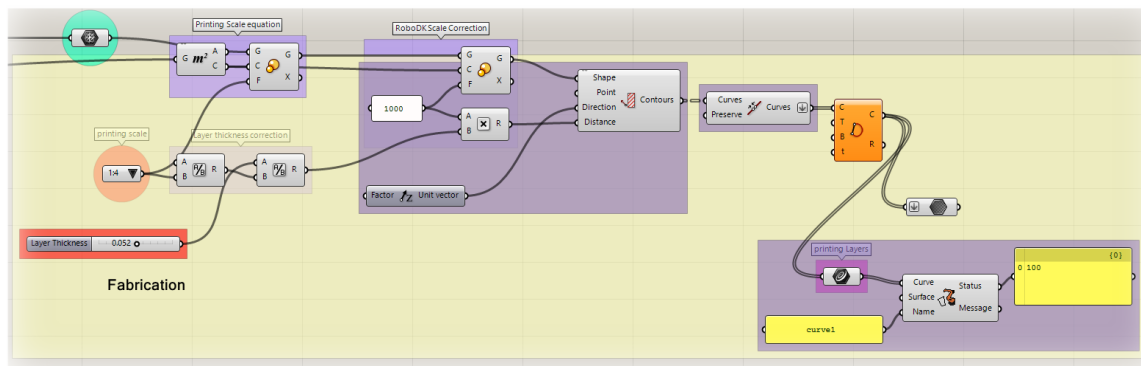 Printing Scale equation
RoboDK Scale Correction
G m² A
C
G G
C
F X
G G
C
F X
Shape
Point
Direction Contours
Distance
Curves Curves
Preserve
C C
T
B R
t
1000
A R
B
printing scale
Layer thickness correction
1:4
A A/B R
B
A A/B R
B
Factor Z Unit vector
Layer Thickness 0.052
Fabrication
printing Layers
{0}
0 100
Curve Status
Surface
Name Message
curve1